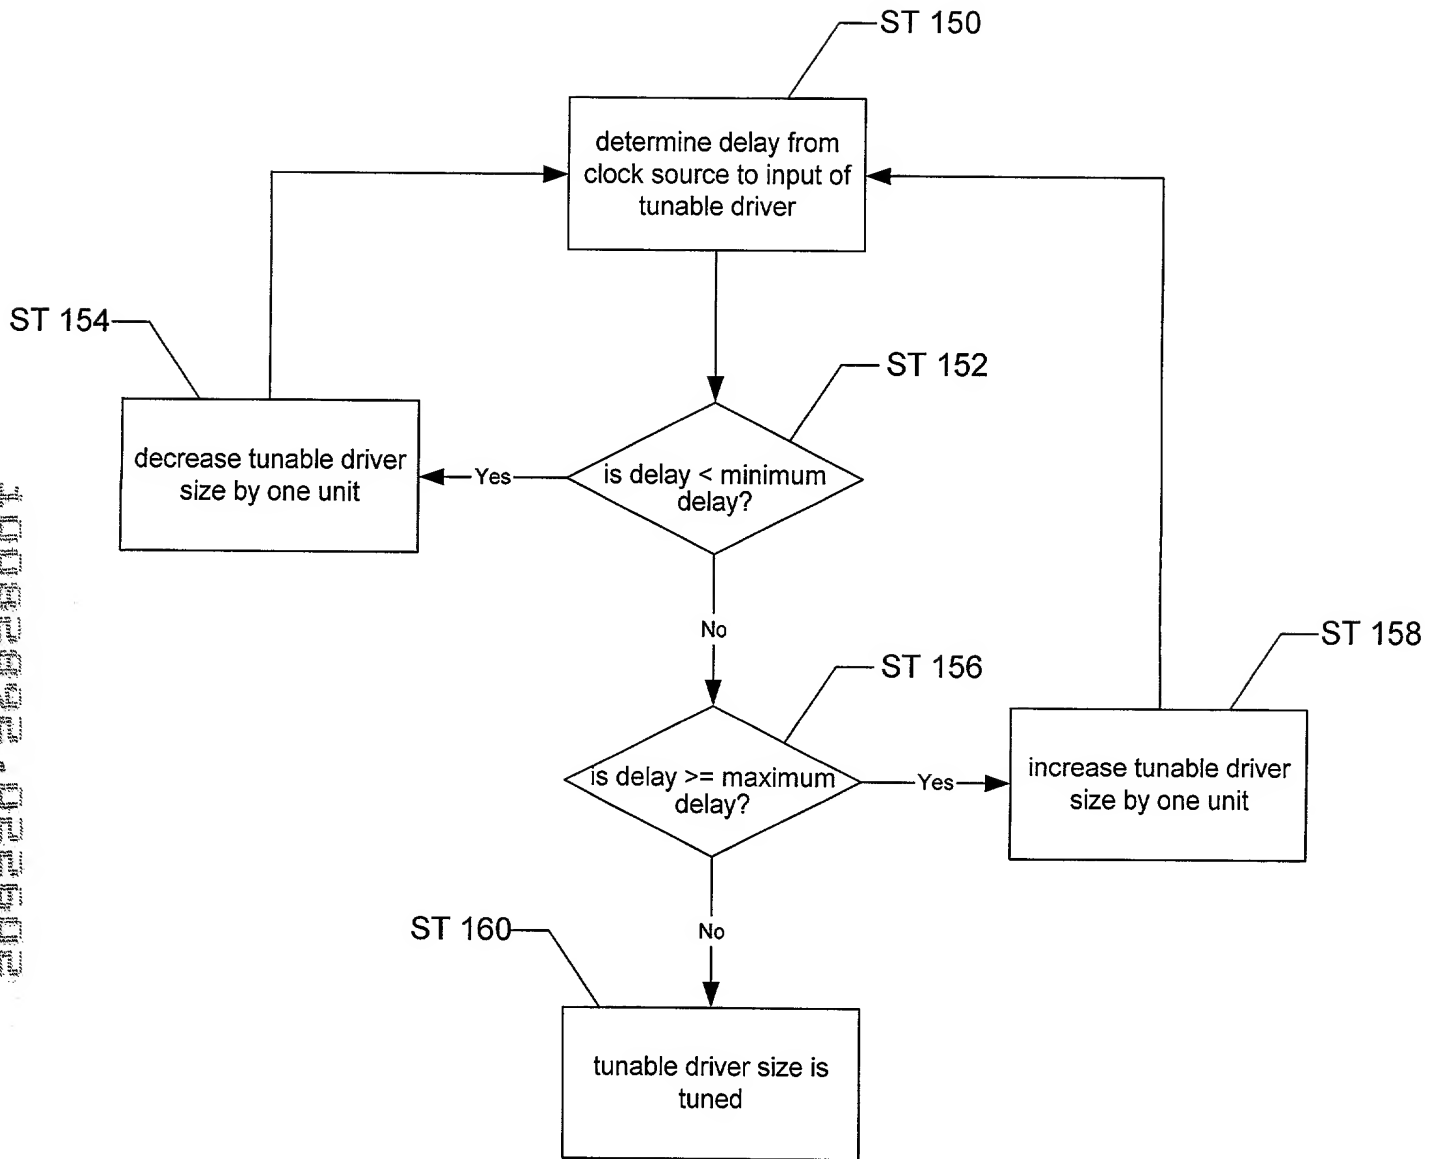 ST 150
determine delay from
clock source to input of
tunable driver
ST 154
ST 152
decrease tunable driver
size by one unit
Yes
is delay < minimum
delay?
No
ST 158
ST 156
is delay >= maximum
delay?
Yes
increase tunable driver
size by one unit
ST 160
No
tunable driver size is
tuned